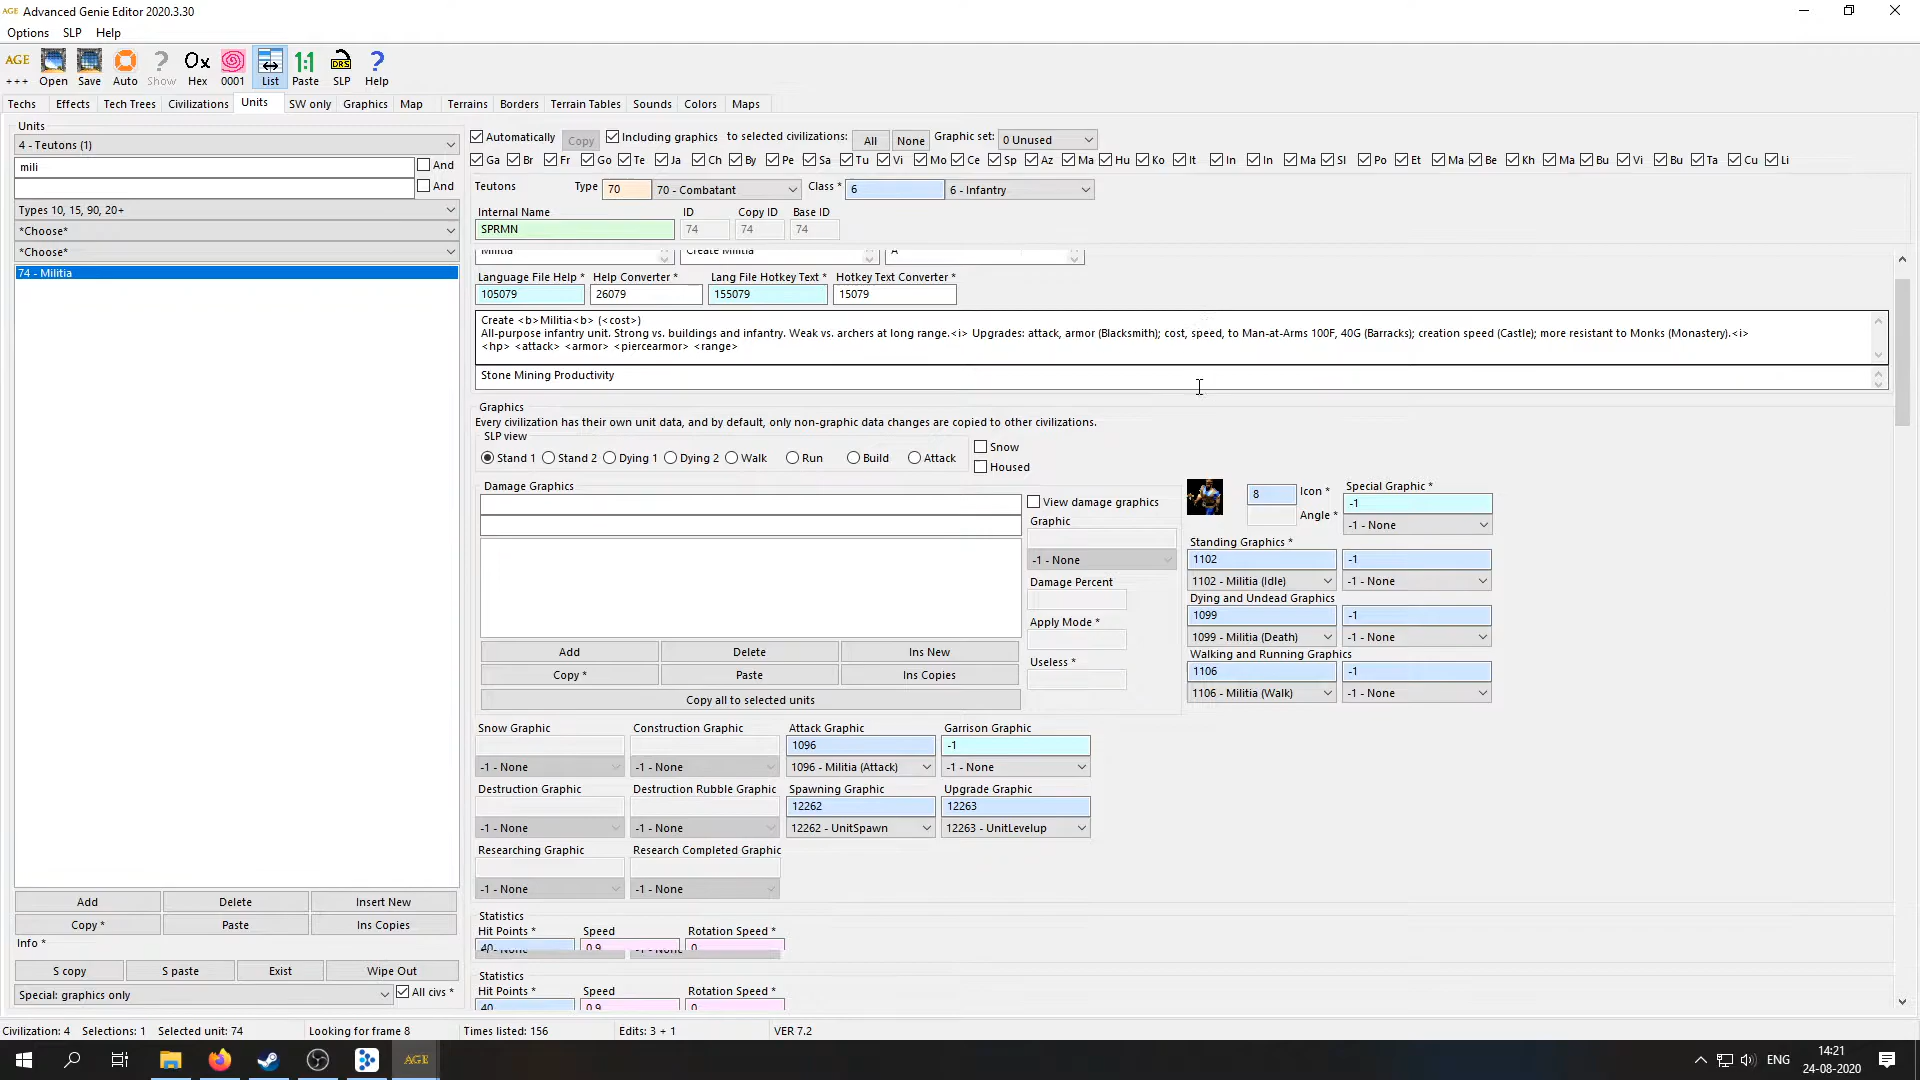 AGE Advanced Genie Editor 2020.3.30
Options SLP Help
AGE Ox 1:1 DRS ?
+++ Open Save Auto Show Hex 0001 List Paste SLP Help
Techs Effects Tech Trees Civilizations Units SW only Graphics Map Terrains Borders Terrain Tables Sounds Colors Maps
Units
4 - Teutons (1)
mili And
And
Types 10, 15, 90, 20+
*Choose*
*Choose*
74 - Militia
Add Delete Insert New
Copy * Paste Ins Copies
Info *
S copy S paste Exist Wipe Out
Special: graphics only All civs *
Automatically Copy Including graphics to selected civilizations: All None Graphic set: 0 Unused
Ga Br Fr Go Te Ja Ch By Pe Sa Tu Vi Mo Ce Sp Az Ma Hu Ko It In In Ma Sl Po Et Ma Be Kh Ma Bu Vi Bu Ta Cu Li
Teutons Type 70 70 - Combatant Class * 6 6 - Infantry
Internal Name ID Copy ID Base ID
SPRMN 74 74 74
Militia Create Militia A
Language File Help * Help Converter * Lang File Hotkey Text * Hotkey Text Converter *
105079 26079 155079 15079
Create <b>Militia<b> (<cost>)
All-purpose infantry unit. Strong vs. buildings and infantry. Weak vs. archers at long range.<i> Upgrades: attack, armor (Blacksmith); cost, speed, to Man-at-Arms 100F, 40G (Barracks); creation speed (Castle); more resistant to Monks (Monastery).<i>
<hp> <attack> <armor> <piercearmor> <range>
Stone Mining Productivity
Graphics
Every civilization has their own unit data, and by default, only non-graphic data changes are copied to other civilizations.
SLP view
Stand 1 Stand 2 Dying 1 Dying 2 Walk Run Build Attack Snow
Housed
Damage Graphics
View damage graphics
Graphic
-1 - None
Damage Percent
Apply Mode *
Useless *
Add Delete Ins New
Copy * Paste Ins Copies
Copy all to selected units
8 Icon * Special Graphic *
Angle * -1
-1 - None
Standing Graphics *
1102 -1
1102 - Militia (Idle) -1 - None
Dying and Undead Graphics
1099 -1
1099 - Militia (Death) -1 - None
Walking and Running Graphics
1106 -1
1106 - Militia (Walk) -1 - None
Snow Graphic Construction Graphic Attack Graphic Garrison Graphic
1096 -1
-1 - None -1 - None 1096 - Militia (Attack) -1 - None
Destruction Graphic Destruction Rubble Graphic Spawning Graphic Upgrade Graphic
12262 12263
-1 - None -1 - None 12262 - UnitSpawn 12263 - UnitLevelup
Researching Graphic Research Completed Graphic
-1 - None -1 - None
Statistics
Hit Points * Speed Rotation Speed *
40 0.9 0
Statistics
Hit Points * Speed Rotation Speed *
40 0.9 0
Civilization: 4 Selections: 1 Selected unit: 74 Looking for frame 8 Times listed: 156 Edits: 3 + 1 VER 7.2
AGE ENG 14:21
24-08-2020